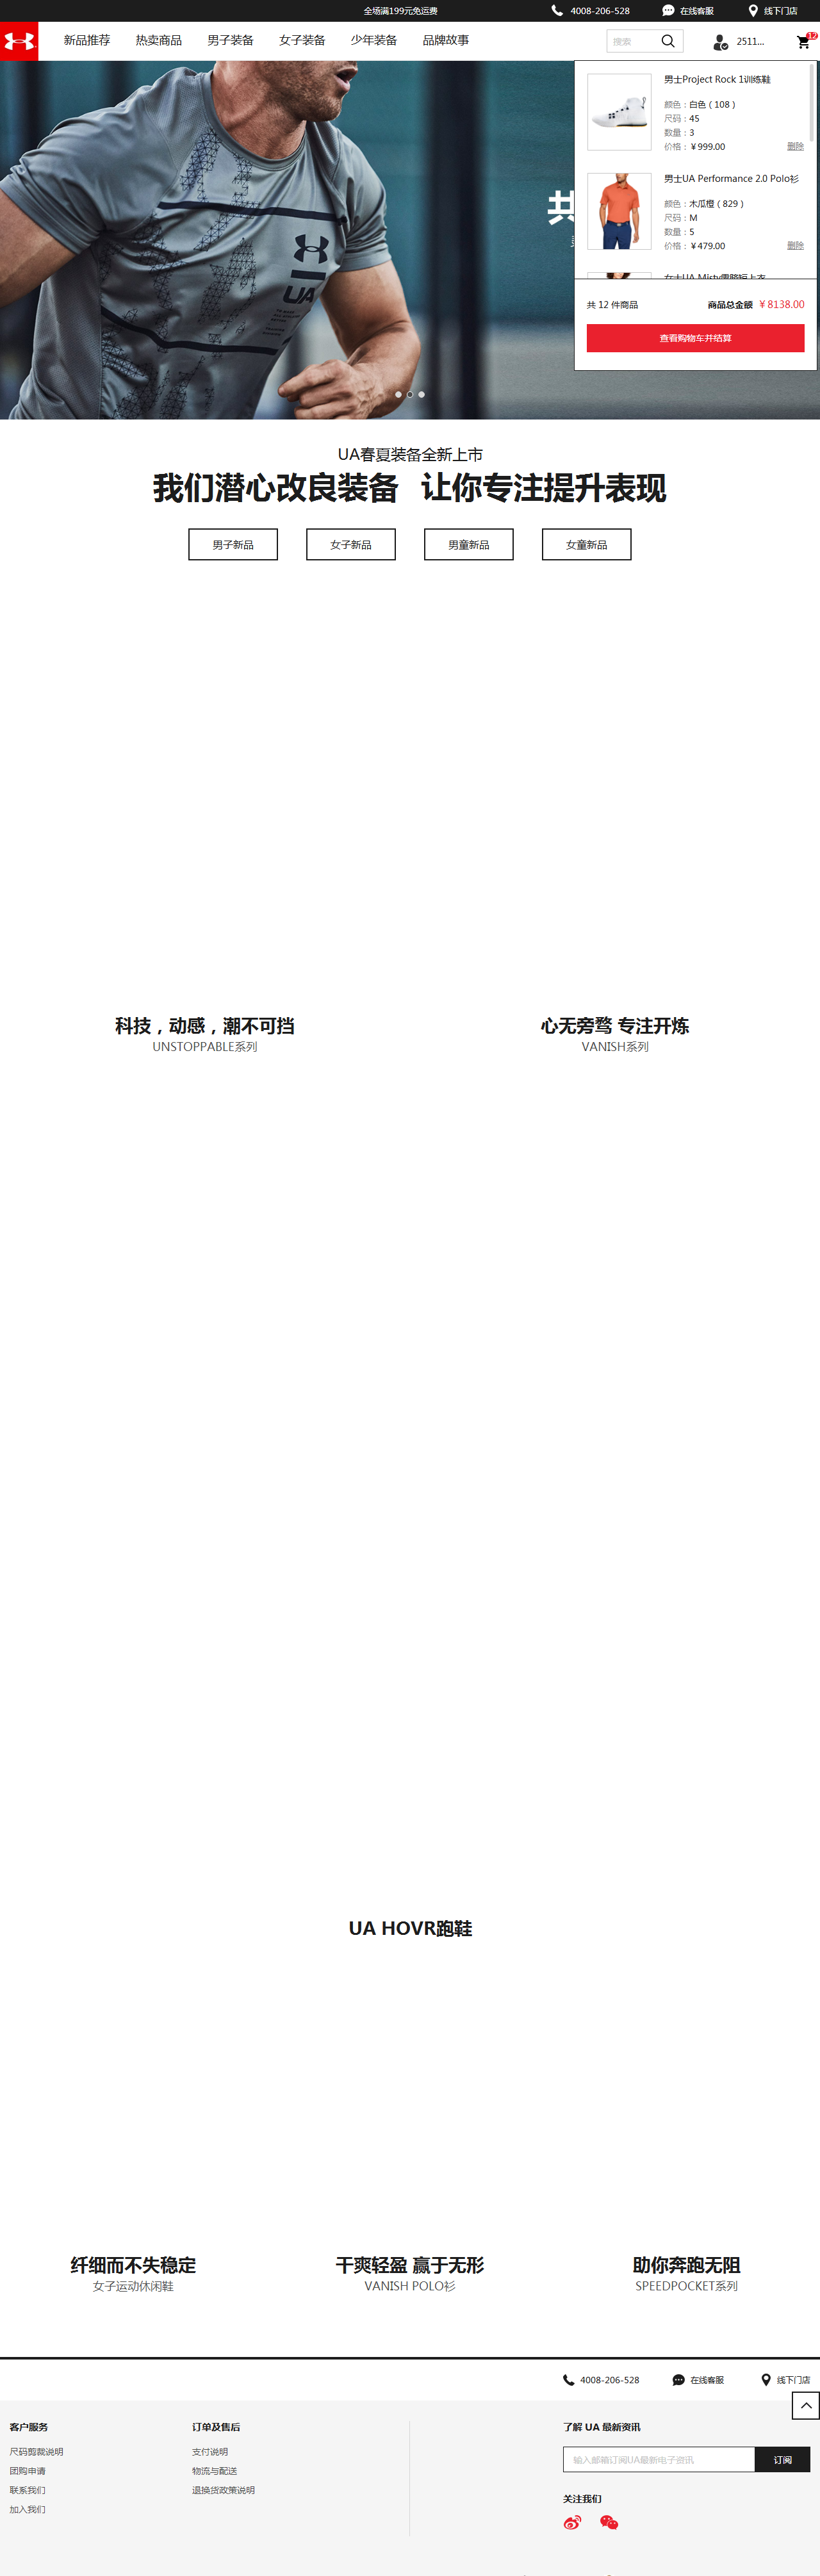 全场满199元免运费
4008-206-528
在线客服
线下门店
新品推荐 热卖商品 男子装备 女子装备 少年装备 品牌故事
搜索
2511...
12
男士Project Rock 1训练鞋
颜色：白色（108）
尺码：45
数量：3
价格：￥999.00 删除
男士UA Performance 2.0 Polo衫
颜色：木瓜橙（829）
尺码：M
数量：5
价格：￥479.00 删除
共 12 件商品 商品总金额 ￥8138.00
查看购物车并结算
共
UA
UA春夏装备全新上市
我们潜心改良装备 让你专注提升表现
男子新品 女子新品 男童新品 女童新品
科技，动感，潮不可挡
UNSTOPPABLE系列
心无旁骛 专注开炼
VANISH系列
UA HOVR跑鞋
纤细而不失稳定
女子运动休闲鞋
干爽轻盈 赢于无形
VANISH POLO衫
助你奔跑无阻
SPEEDPOCKET系列
4008-206-528 在线客服 线下门店
客户服务
尺码剪裁说明
团购申请
联系我们
加入我们
订单及售后
支付说明
物流与配送
退换货政策说明
了解 UA 最新资讯
输入邮箱订阅UA最新电子资讯 订阅
关注我们